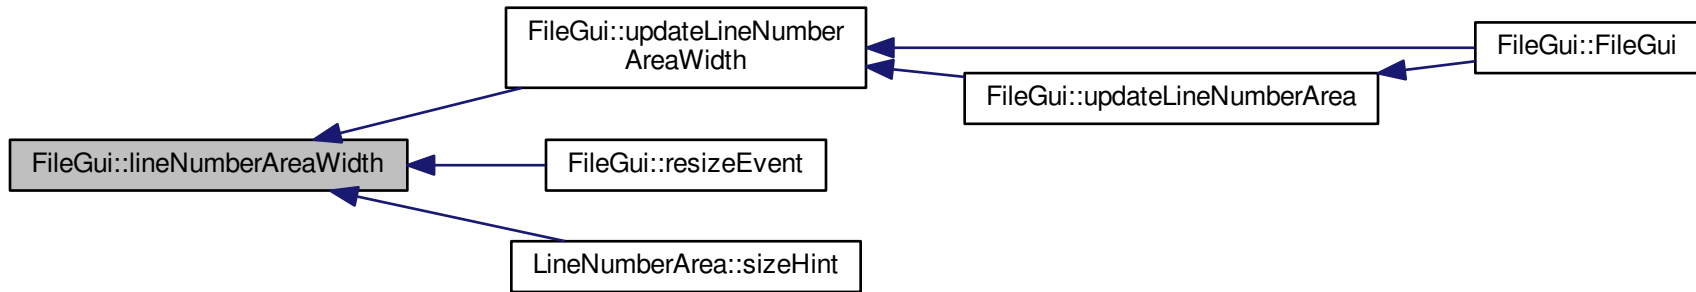 FileGui::lineNumberAreaWidth
FileGui::updateLineNumber
AreaWidth
FileGui::resizeEvent
LineNumberArea::sizeHint
FileGui::updateLineNumberArea
FileGui::FileGui